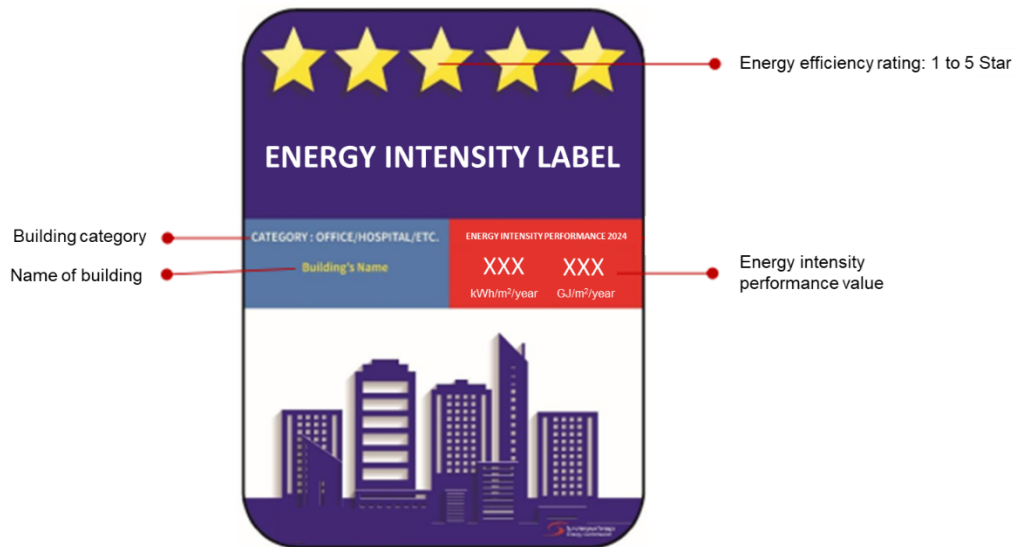 Energy efficiency rating: 1 to 5 Star
ENERGY INTENSITY LABEL
Building category
CATEGORY : OFFICE/HOSPITAL/ETC.
Name of building
Building's Name
ENERGY INTENSITY PERFORMANCE 2024
XXX XXX
kWh/m²/year GJ/m²/year
Energy intensity
performance value